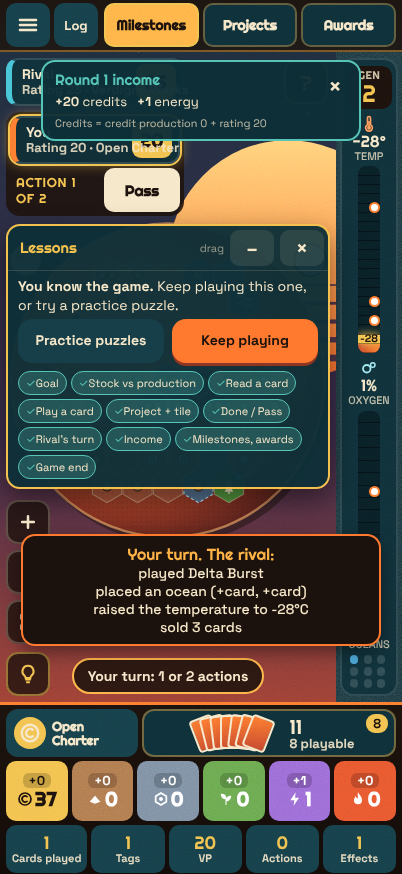 Log
Milestones
Projects
Awards
Round 1 income
×
+20 credits +1 energy
Credits = credit production 0 + rating 20
Rating 20 · Open Charter
ACTION 1
OF 2
Pass
2
-28°
TEMP
-28
1%
OXYGEN
Lessons
drag
–
×
You know the game. Keep playing this one,
or try a practice puzzle.
Practice puzzles
Keep playing
✓Goal
✓Stock vs production
✓Read a card
✓Play a card
✓Project + tile
✓Done / Pass
✓Rival's turn
✓Income
✓Milestones, awards
✓Game end
+
Your turn. The rival:
played Delta Burst
placed an ocean (+card, +card)
raised the temperature to -28°C
sold 3 cards
OCEANS
Your turn: 1 or 2 actions
© Open
Charter
11
8 playable
8
+0
© 37
+0
0
+0
0
+0
0
+1
1
+0
0
1
Cards played
1
Tags
20
VP
0
Actions
1
Effects